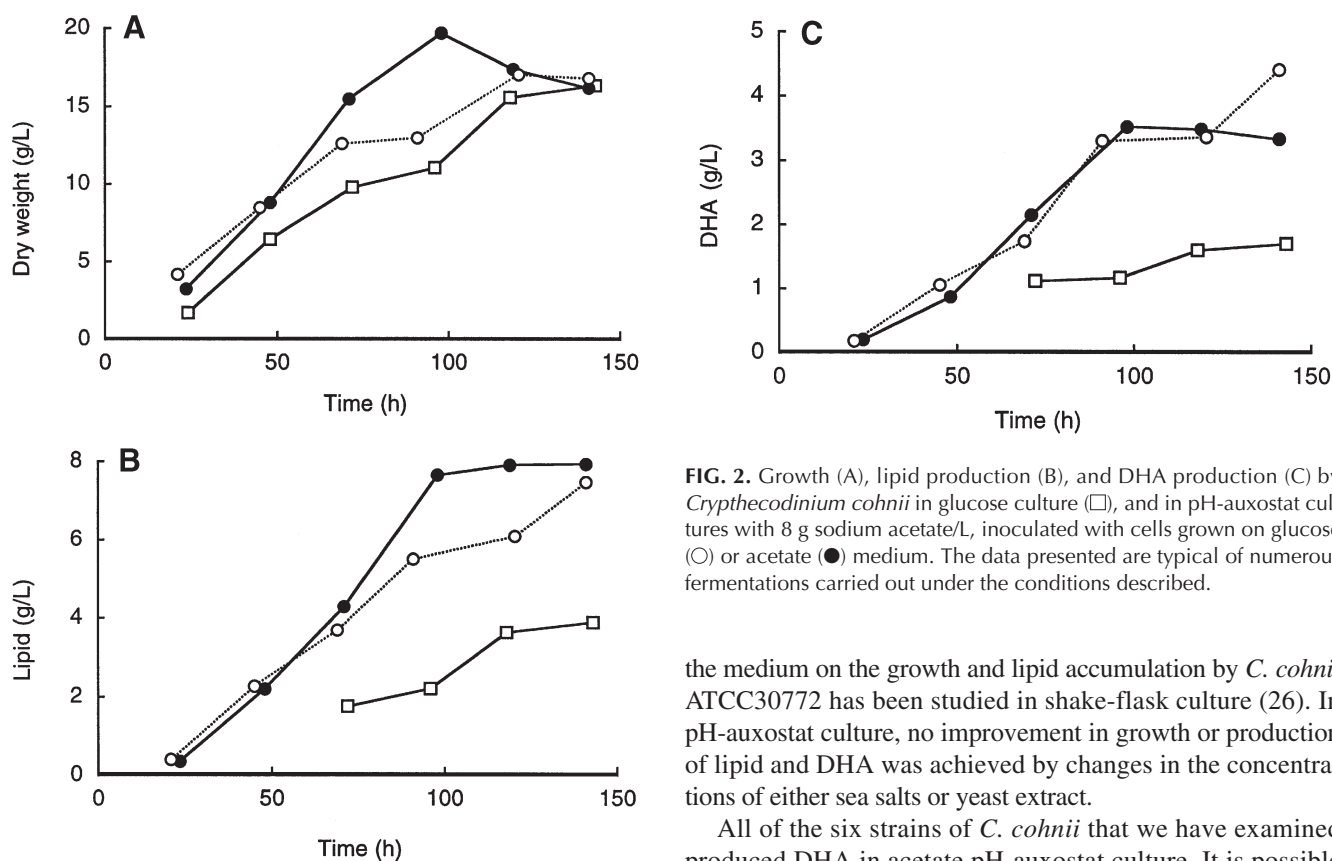 A
20
15
10
5
0
Dry weight (g/L)
0 50 100 150
Time (h)
B
8
6
4
2
0
Lipid (g/L)
0 50 100 150
Time (h)
C
5
4
3
2
1
0
DHA (g/L)
0 50 100 150
Time (h)
FIG. 2. Growth (A), lipid production (B), and DHA production (C) by
Crypthecodinium cohnii in glucose culture (□), and in pH-auxostat cul
tures with 8 g sodium acetate/L, inoculated with cells grown on glucose
(○) or acetate (●) medium. The data presented are typical of numerou
fermentations carried out under the conditions described.
the medium on the growth and lipid accumulation by C. cohni
ATCC30772 has been studied in shake-flask culture (26). In
pH-auxostat culture, no improvement in growth or production
of lipid and DHA was achieved by changes in the concentra
tions of either sea salts or yeast extract.
All of the six strains of C. cohnii that we have examined
produced DHA in acetate pH-auxostat culture. It is possible